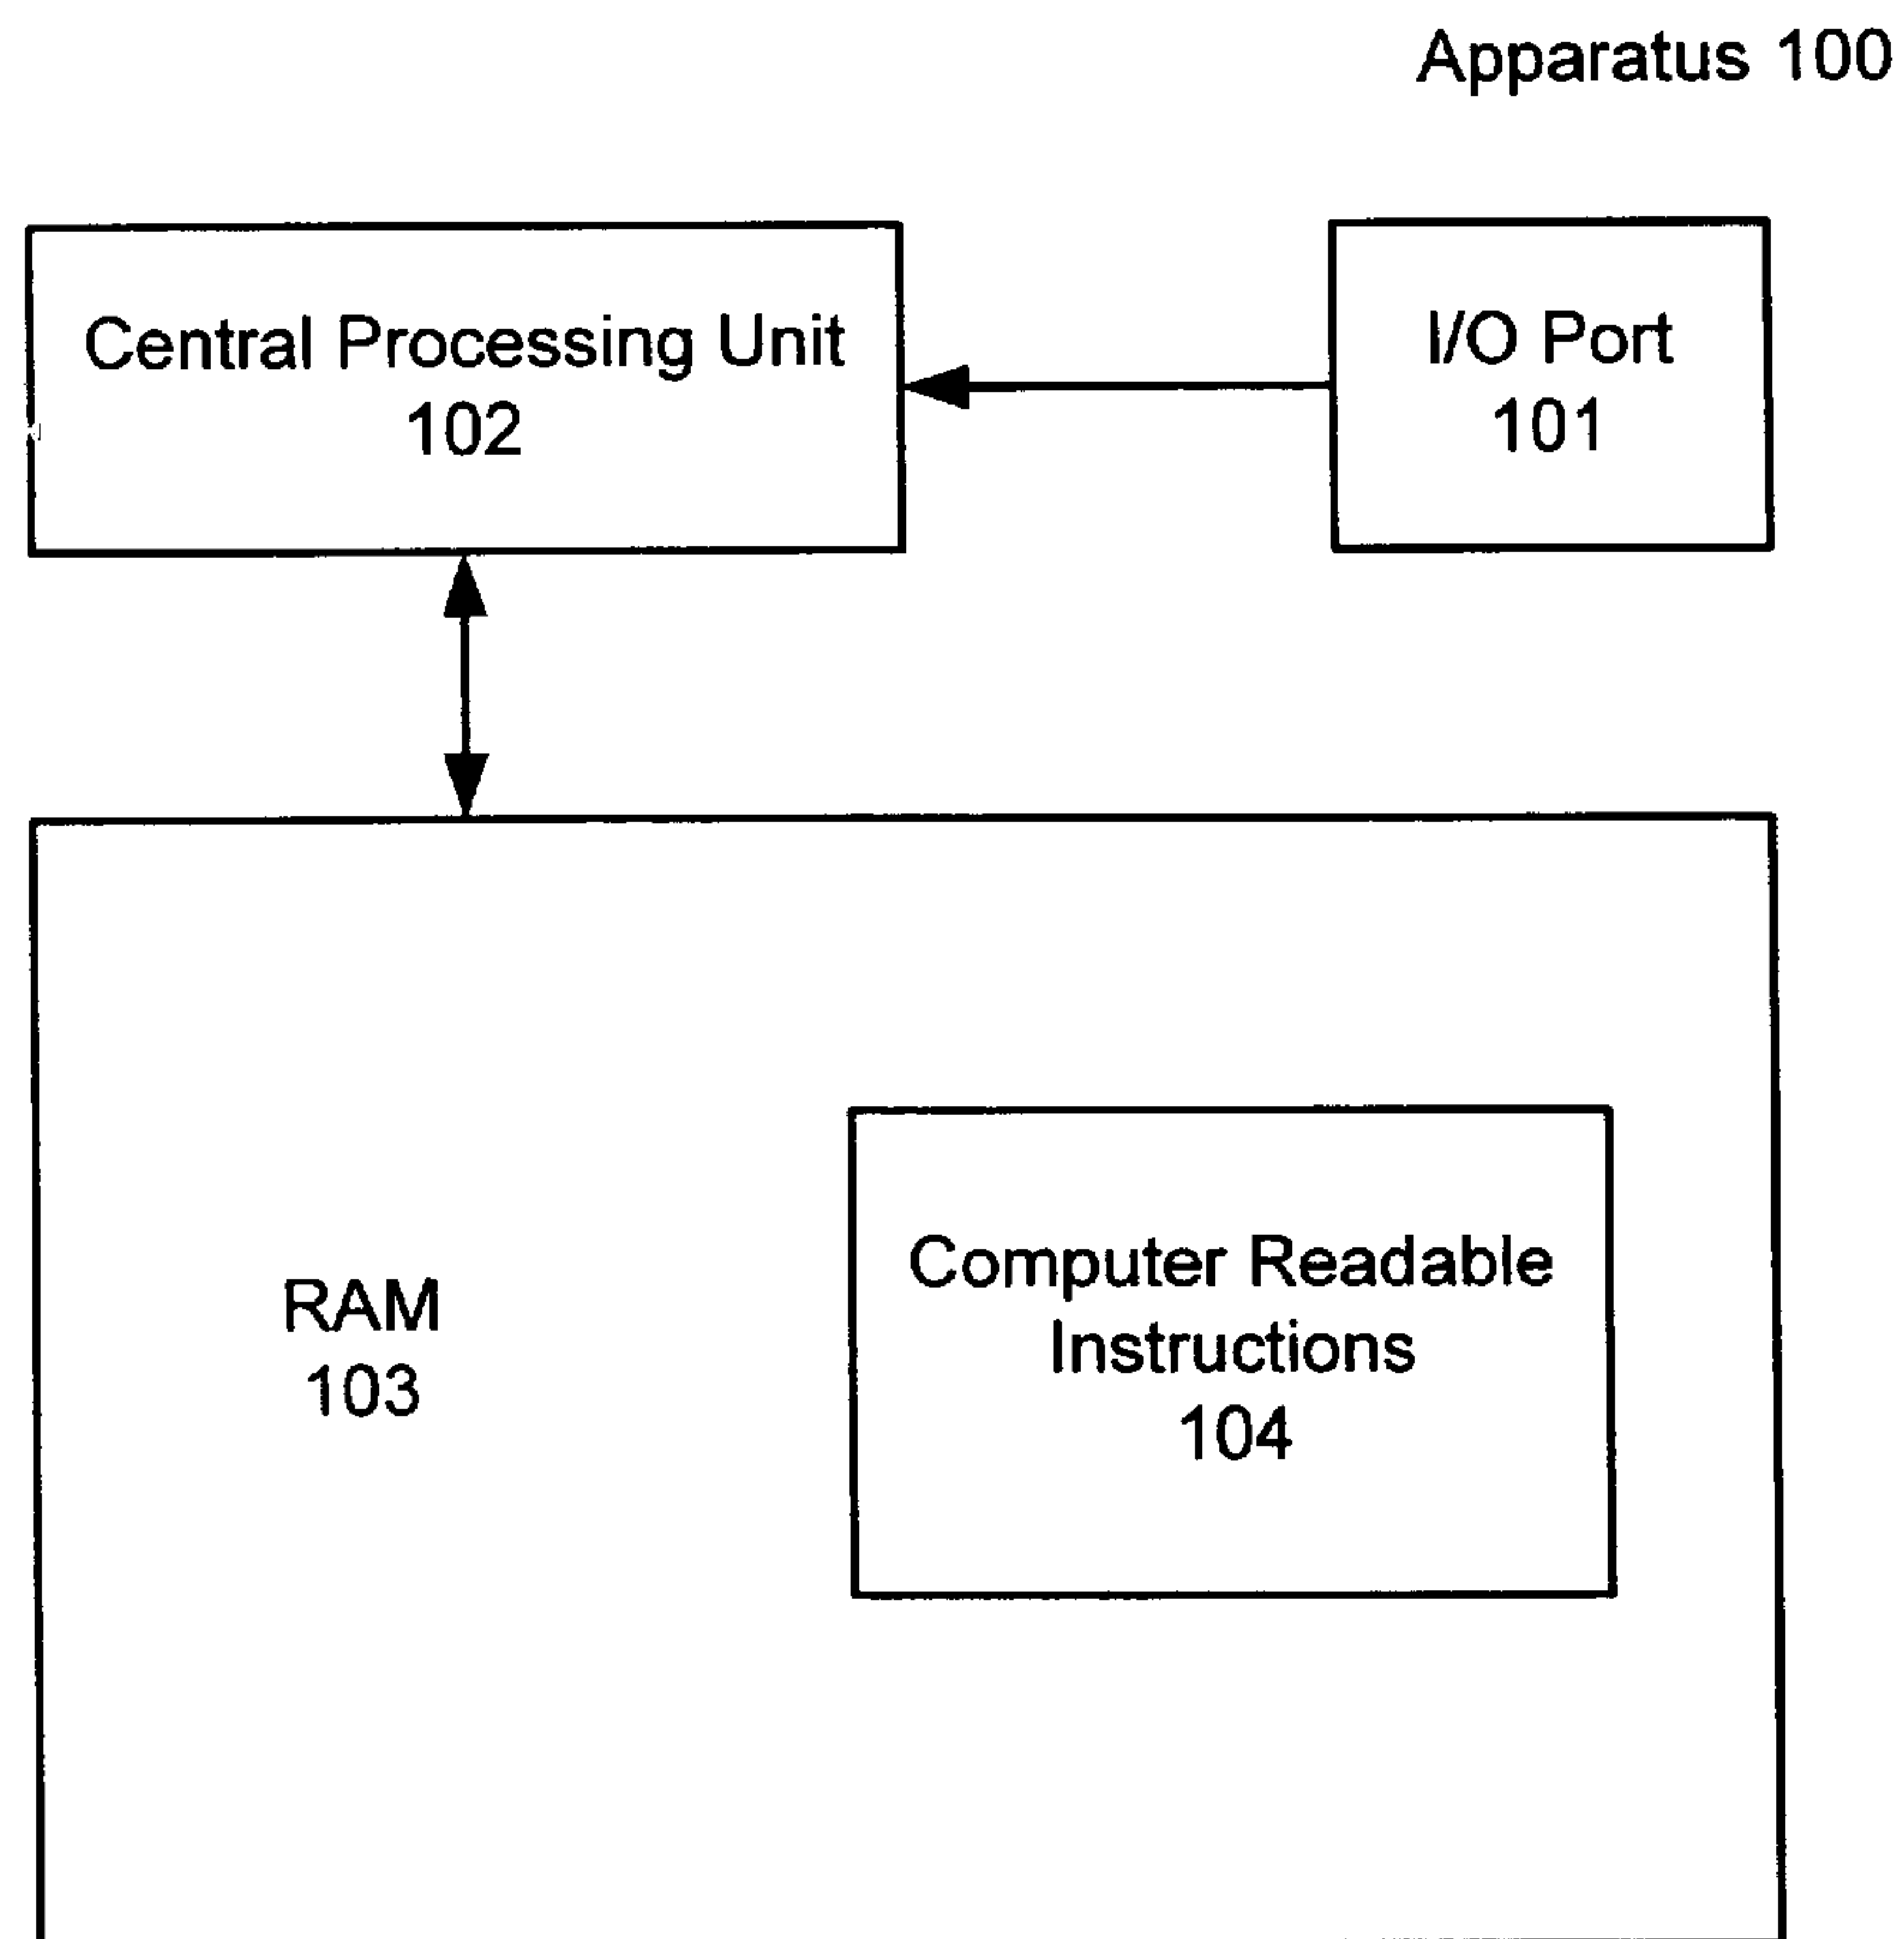 Apparatus 100
Central Processing Unit
102
I/O Port
101
RAM
103
Computer Readable
Instructions
104